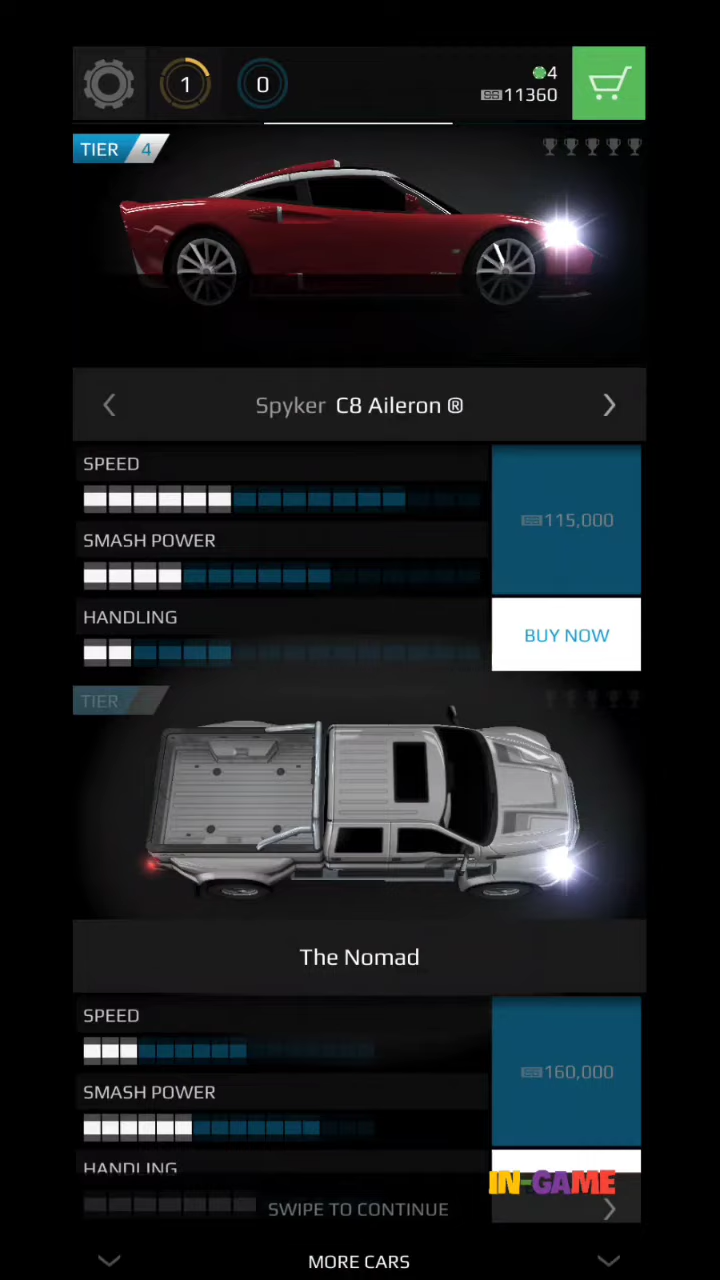 1
0
4
11360
TIER 4
Spyker C8 Aileron ®
SPEED
115,000
SMASH POWER
HANDLING
BUY NOW
TIER
The Nomad
SPEED
160,000
SMASH POWER
HANDLING
IN-GAME
SWIPE TO CONTINUE
MORE CARS